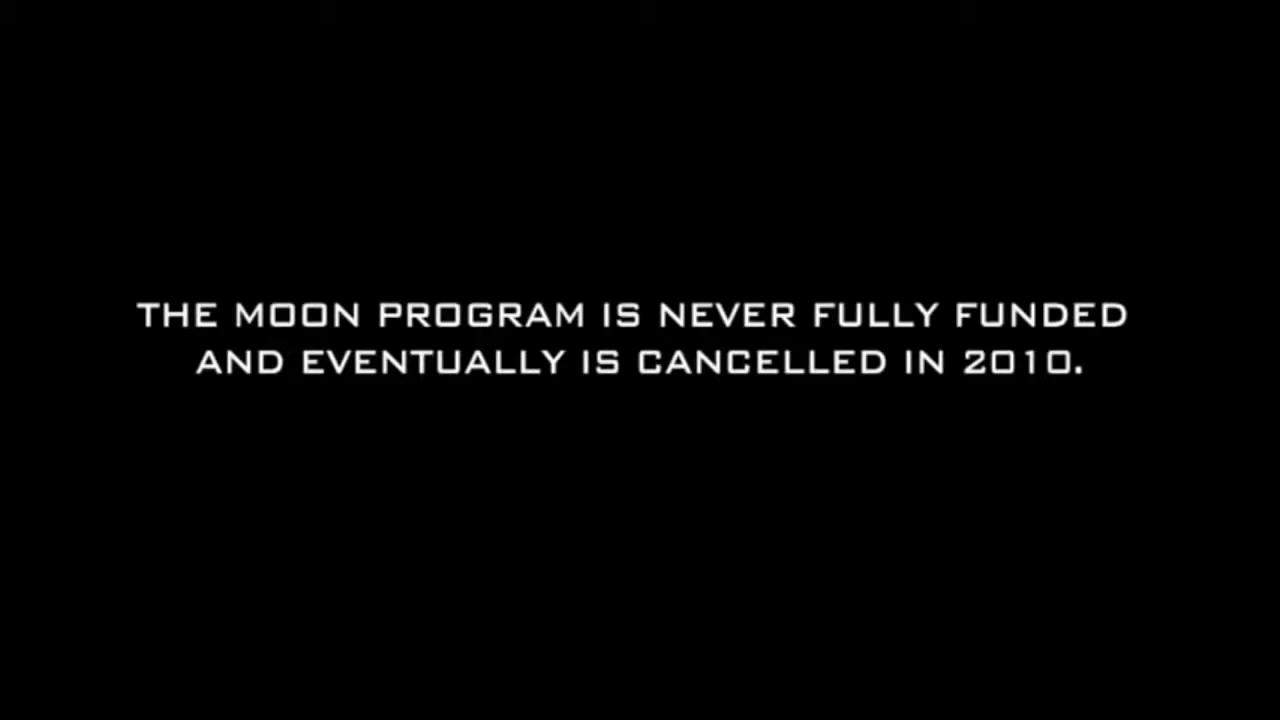 THE MOON PROGRAM IS NEVER FULLY FUNDED
AND EVENTUALLY IS CANCELLED IN 2010.